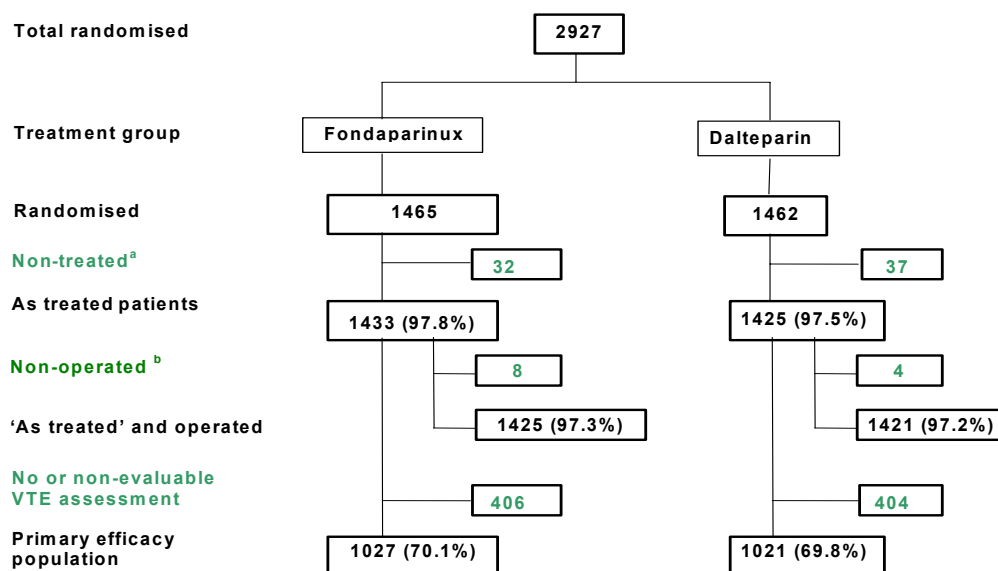 Total randomised
2927
Treatment group
Fondaparinux
Dalteparin
Randomised
1465
1462
Non-treated a
32
37
As treated patients
1433 (97.8%)
1425 (97.5%)
Non-operated b
8
4
‘As treated’ and operated
1425 (97.3%)
1421 (97.2%)
No or non-evaluable
VTE assessment
406
404
Primary efficacy
population
1027 (70.1%)
1021 (69.8%)